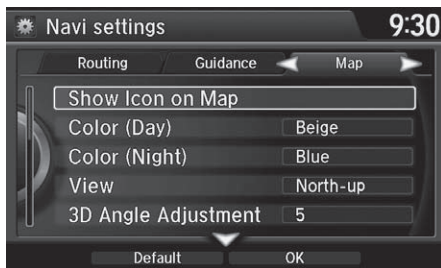 Navi settings 9:30
Routing Guidance Map
Show Icon on Map
Color (Day) Beige
Color (Night) Blue
View North-up
3D Angle Adjustment 5
Default OK